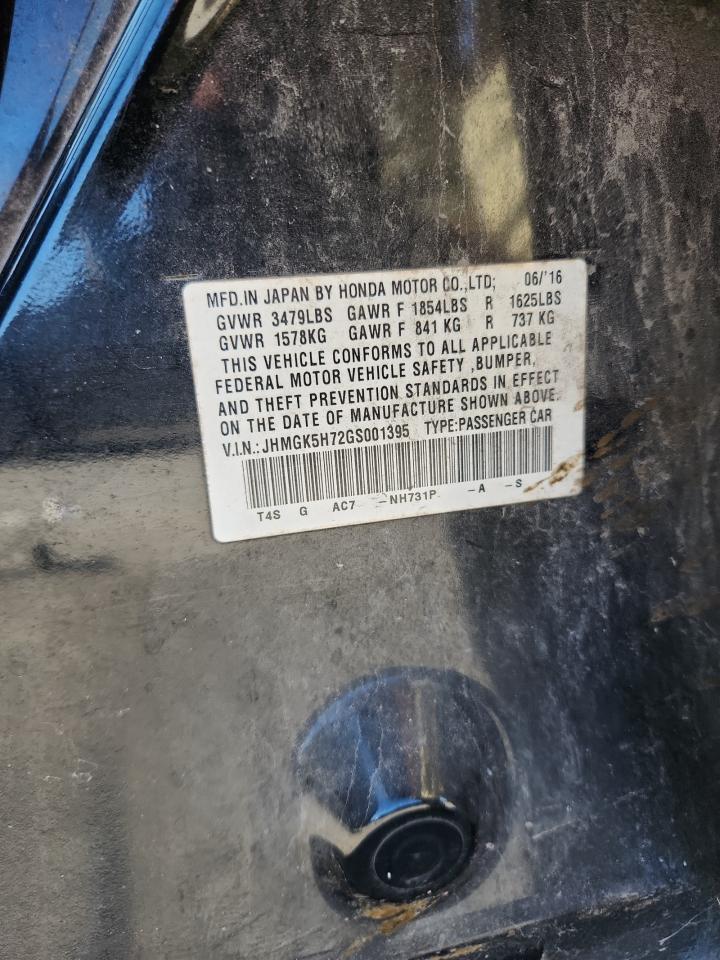 MFD.IN JAPAN BY HONDA MOTOR CO.,LTD; 06/'16
GVWR 3479LBS GAWR F 1854LBS R 1625LBS
GVWR 1578KG GAWR F 841 KG R 737 KG
THIS VEHICLE CONFORMS TO ALL APPLICABLE
FEDERAL MOTOR VEHICLE SAFETY ,BUMPER,
AND THEFT PREVENTION STANDARDS IN EFFECT
ON THE DATE OF MANUFACTURE SHOWN ABOVE.
V.I.N.: JHMGK5H72GS001395 TYPE:PASSENGER CAR
T4S G AC7 -NH731P -A -S